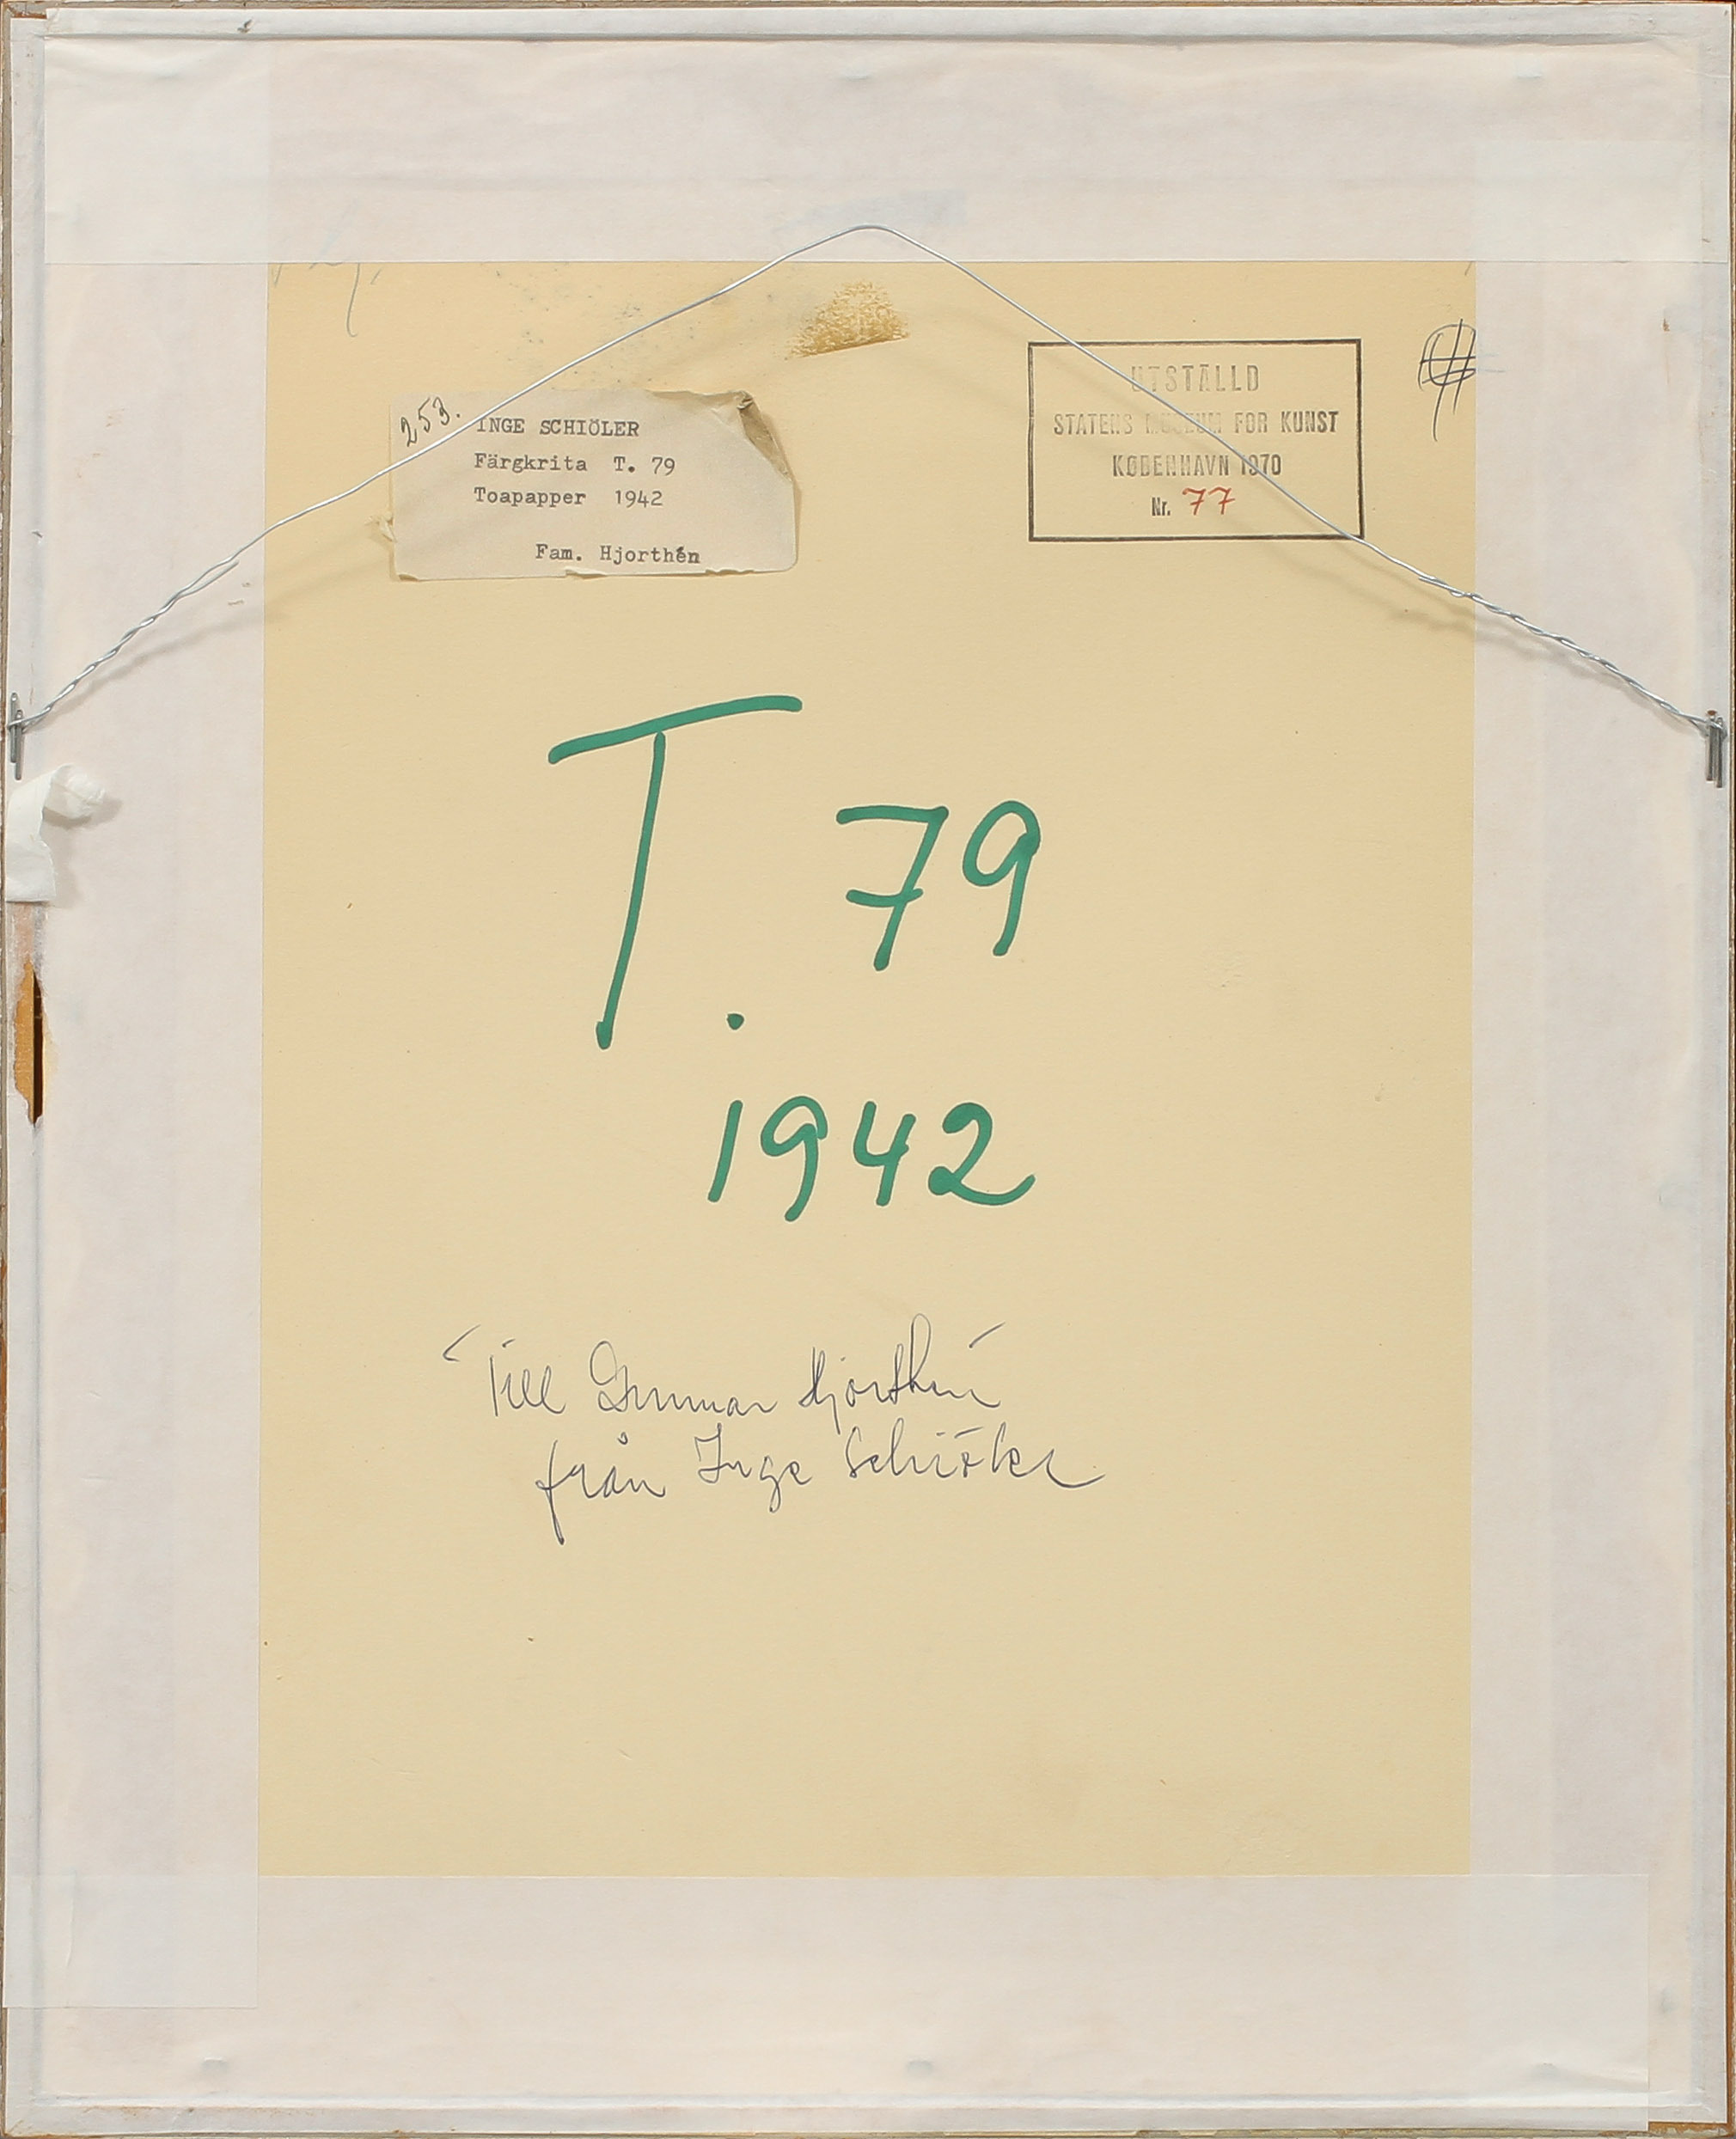 253.
INGE SCHIÖLER
Färgkrita T. 79
Toapapper 1942
Fam. Hjorthén
UTSTÄLLD
STATENS MUSEUM FOR KUNST
KØBENHAVN 1970
Nr. 77
T. 79
1942
Till Gunnar Hjorthén
från Inge Schiöler